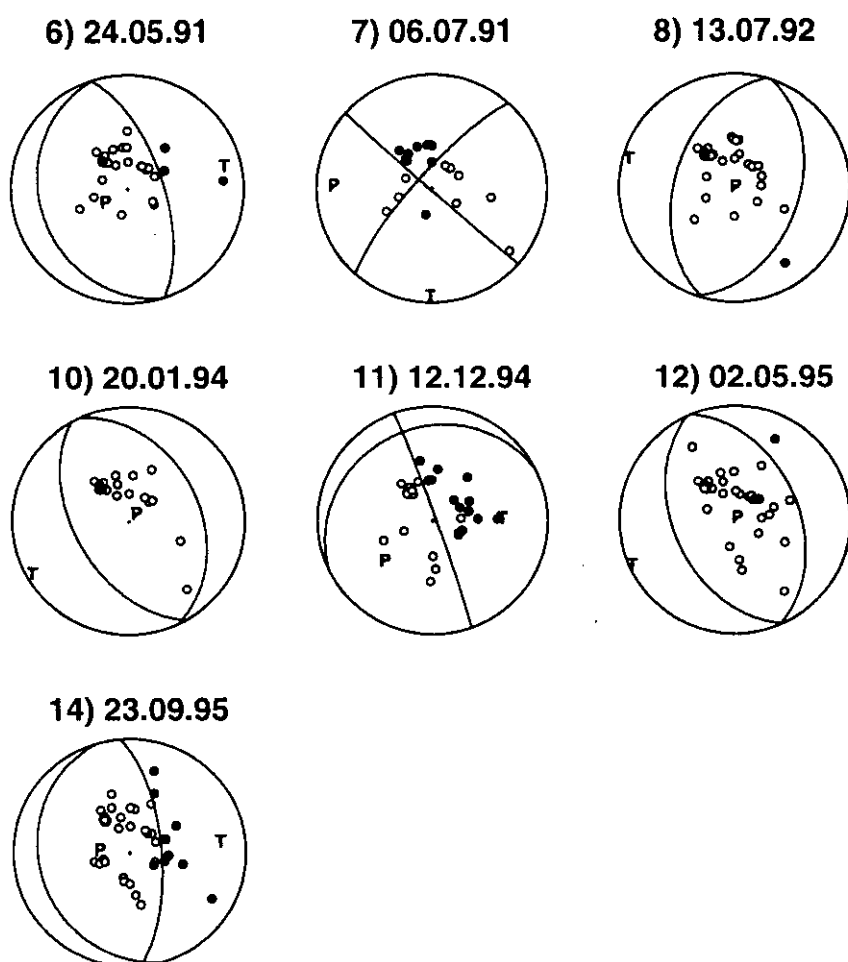 6) 24.05.91 7) 06.07.91 8) 13.07.92
T P P I T P
10) 20.01.94 11) 12.12.94 12) 02.05.95
P T T P P T
14) 23.09.95
P T